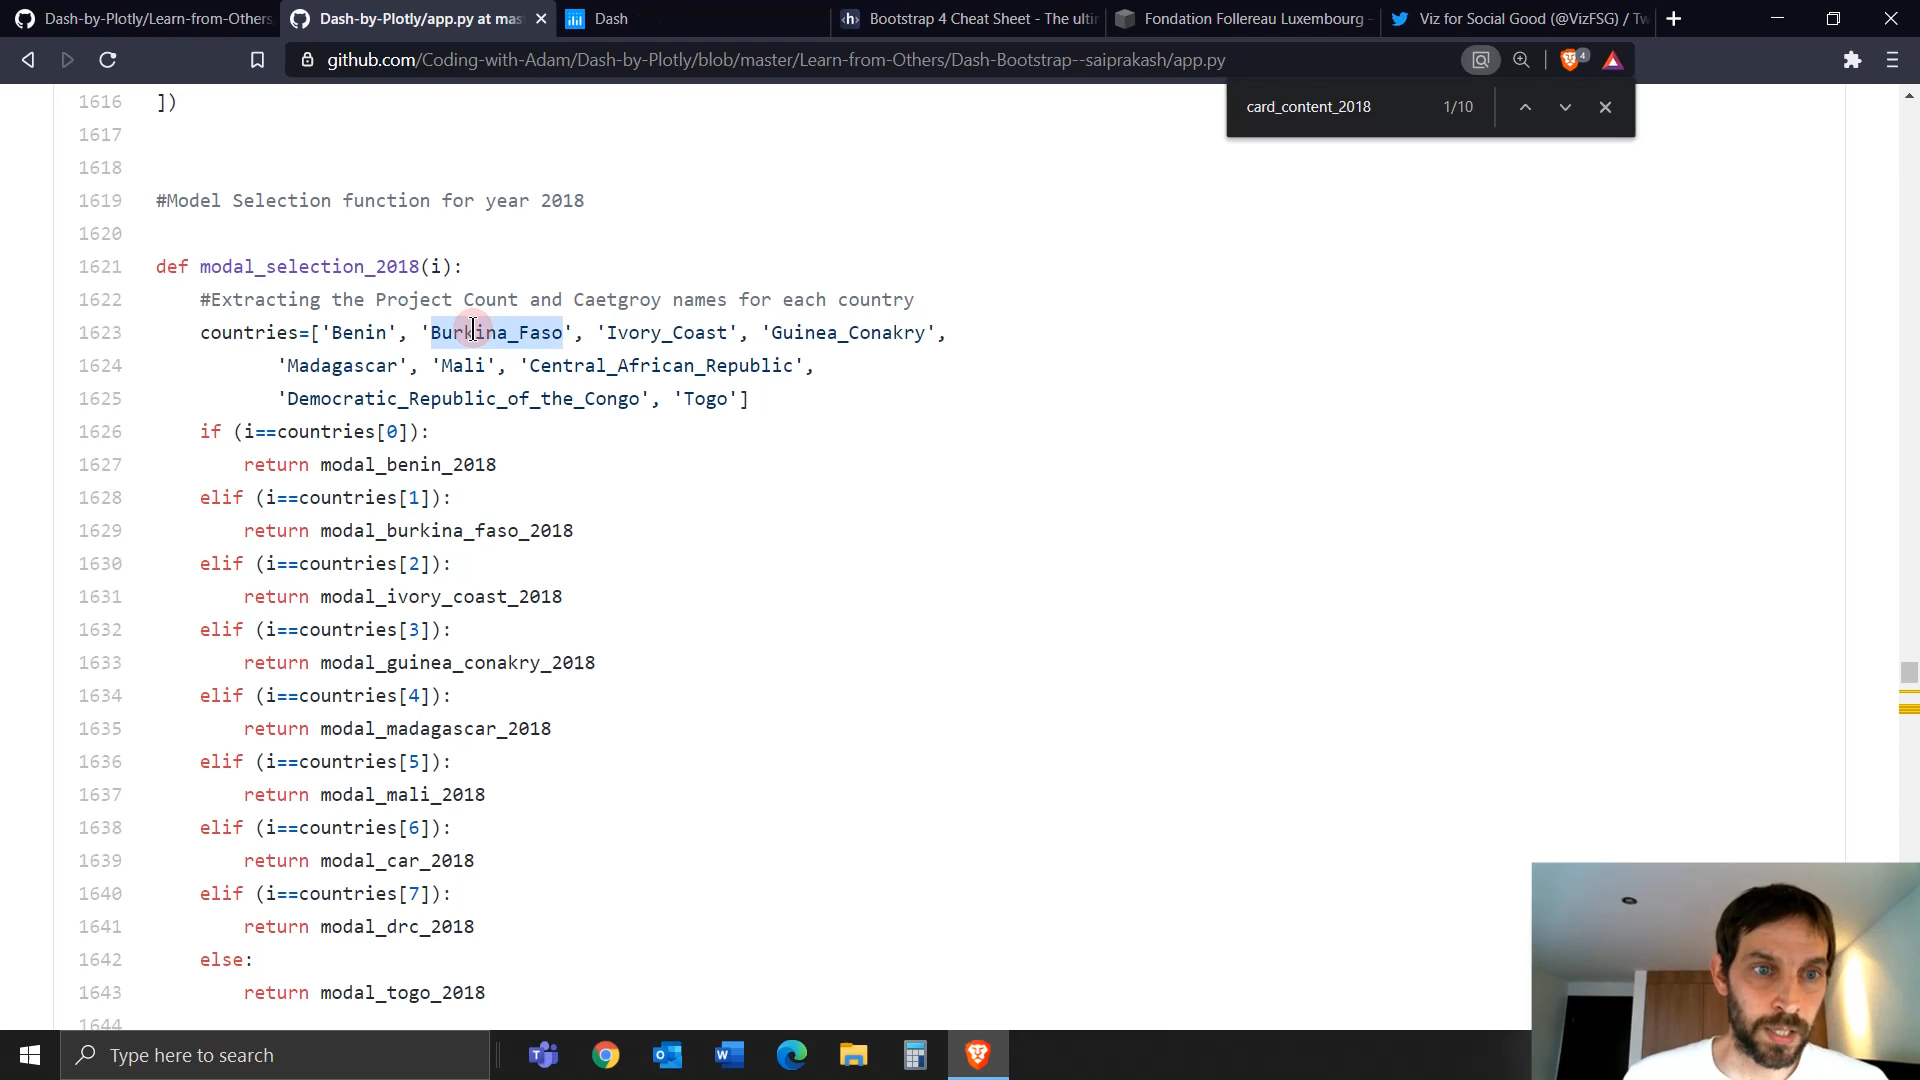 Dash-by-Plotly/Learn-from-Others
Dash-by-Plotly/app.py at mas
Dash
Bootstrap 4 Cheat Sheet - The ulti
Fondation Follereau Luxembourg -
Viz for Social Good (@VizFSG) / Tw
github.com/Coding-with-Adam/Dash-by-Plotly/blob/master/Learn-from-Others/Dash-Bootstrap--saiprakash/app.py
4
card_content_2018 1/10
1616 ])
1617
1618
1619 #Model Selection function for year 2018
1620
1621 def modal_selection_2018(i):
1622 #Extracting the Project Count and Caetgroy names for each country
1623 countries=['Benin', 'Burkina_Faso', 'Ivory_Coast', 'Guinea_Conakry',
1624 'Madagascar', 'Mali', 'Central_African_Republic',
1625 'Democratic_Republic_of_the_Congo', 'Togo']
1626 if (i==countries[0]):
1627 return modal_benin_2018
1628 elif (i==countries[1]):
1629 return modal_burkina_faso_2018
1630 elif (i==countries[2]):
1631 return modal_ivory_coast_2018
1632 elif (i==countries[3]):
1633 return modal_guinea_conakry_2018
1634 elif (i==countries[4]):
1635 return modal_madagascar_2018
1636 elif (i==countries[5]):
1637 return modal_mali_2018
1638 elif (i==countries[6]):
1639 return modal_car_2018
1640 elif (i==countries[7]):
1641 return modal_drc_2018
1642 else:
1643 return modal_togo_2018
1644
Type here to search